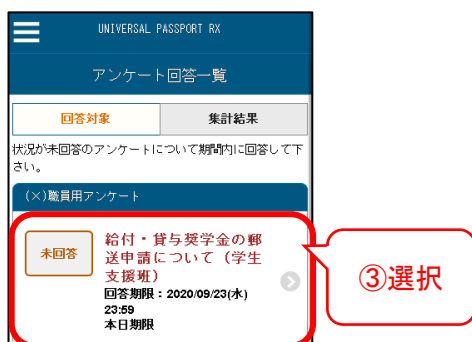 UNIVERSAL PASSPORT RX
アンケート回答一覧
回答対象
集計結果
状況が未回答のアンケートについて期間内に回答して下
さい。
(×)職員用アンケート
未回答
給付・貸与奨学金の郵
送申請について（学生
支援班）
回答期限：2020/09/23(水)
23:59
本日期限
③選択